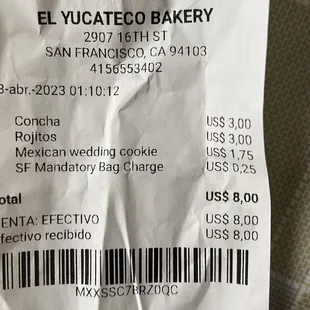 EL YUCATECO BAKERY
2907 16TH ST
SAN FRANCISCO, CA 94103
4156553402
3-abr.-2023 01:10:12
Concha US$ 3,00
Rojitos US$ 3,00
Mexican wedding cookie US$ 1,75
SF Mandatory Bag Charge US$ 0,25
otal US$ 8,00
ENTA: EFECTIVO US$ 8,00
fectivo recibido US$ 8,00
MXXSSC7BRZ0QC